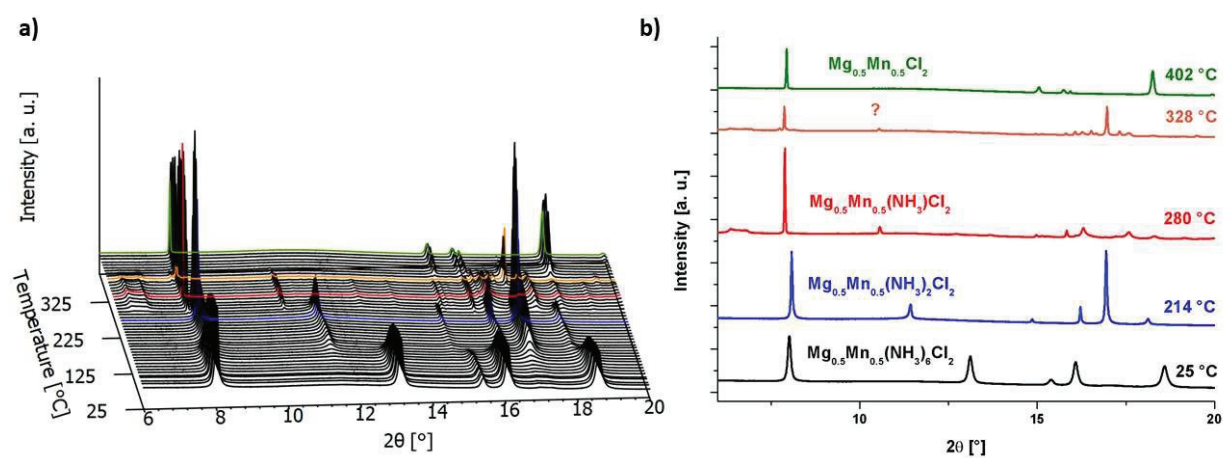 a)
Intensity [a. u.]
Temperature [°C]
325
225
125
25
6
8
10
12
14
16
18
20
2θ [°]
b)
Intensity [a. u.]
Mg0.5Mn0.5Cl2
402 °C
?
328 °C
Mg0.5Mn0.5(NH3)Cl2
280 °C
Mg0.5Mn0.5(NH3)2Cl2
214 °C
Mg0.5Mn0.5(NH3)6Cl2
25 °C
10
15
20
2θ [°]